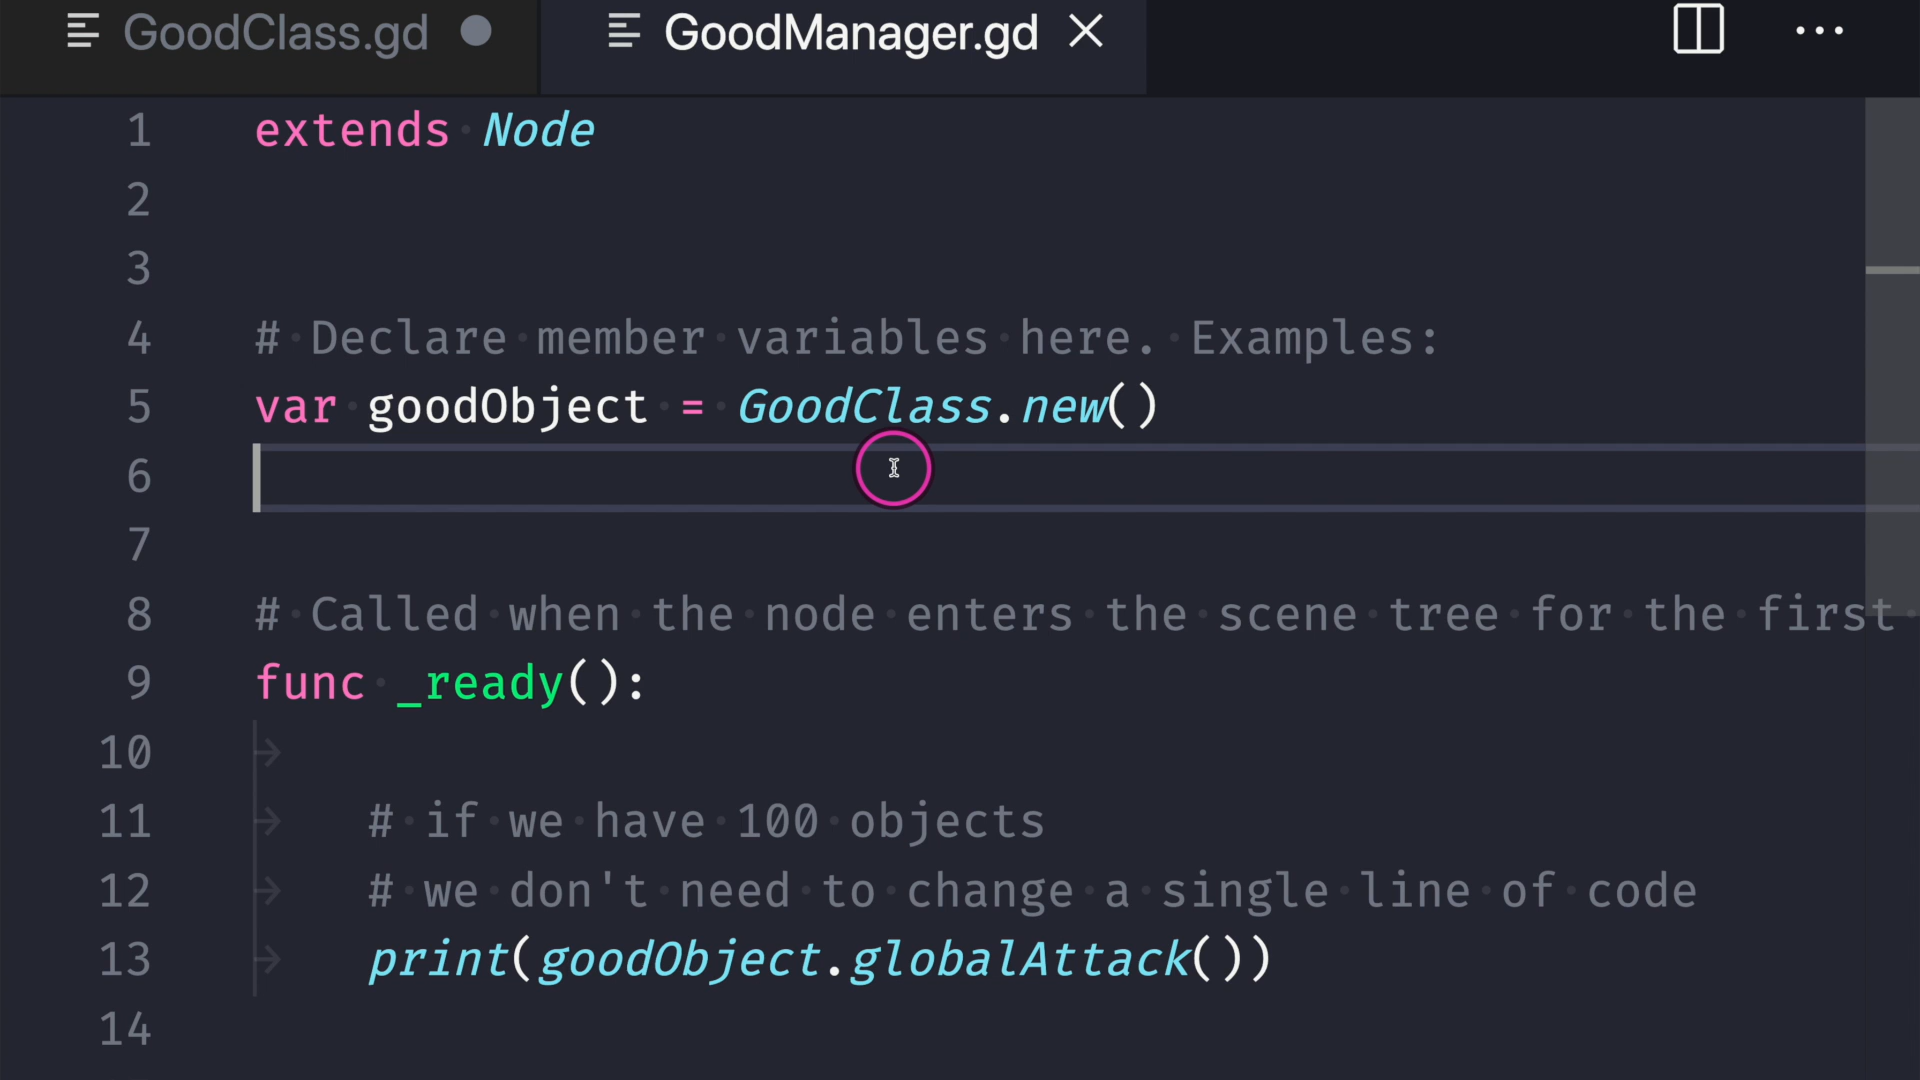 GoodClass.gd GoodManager.gd
1 extends Node
2
3
4 # Declare member variables here. Examples:
5 var goodObject = GoodClass.new()
6
7
8 # Called when the node enters the scene tree for the first
9 func _ready():
10
11 # if we have 100 objects
12 # we don't need to change a single line of code
13 print(goodObject.globalAttack())
14